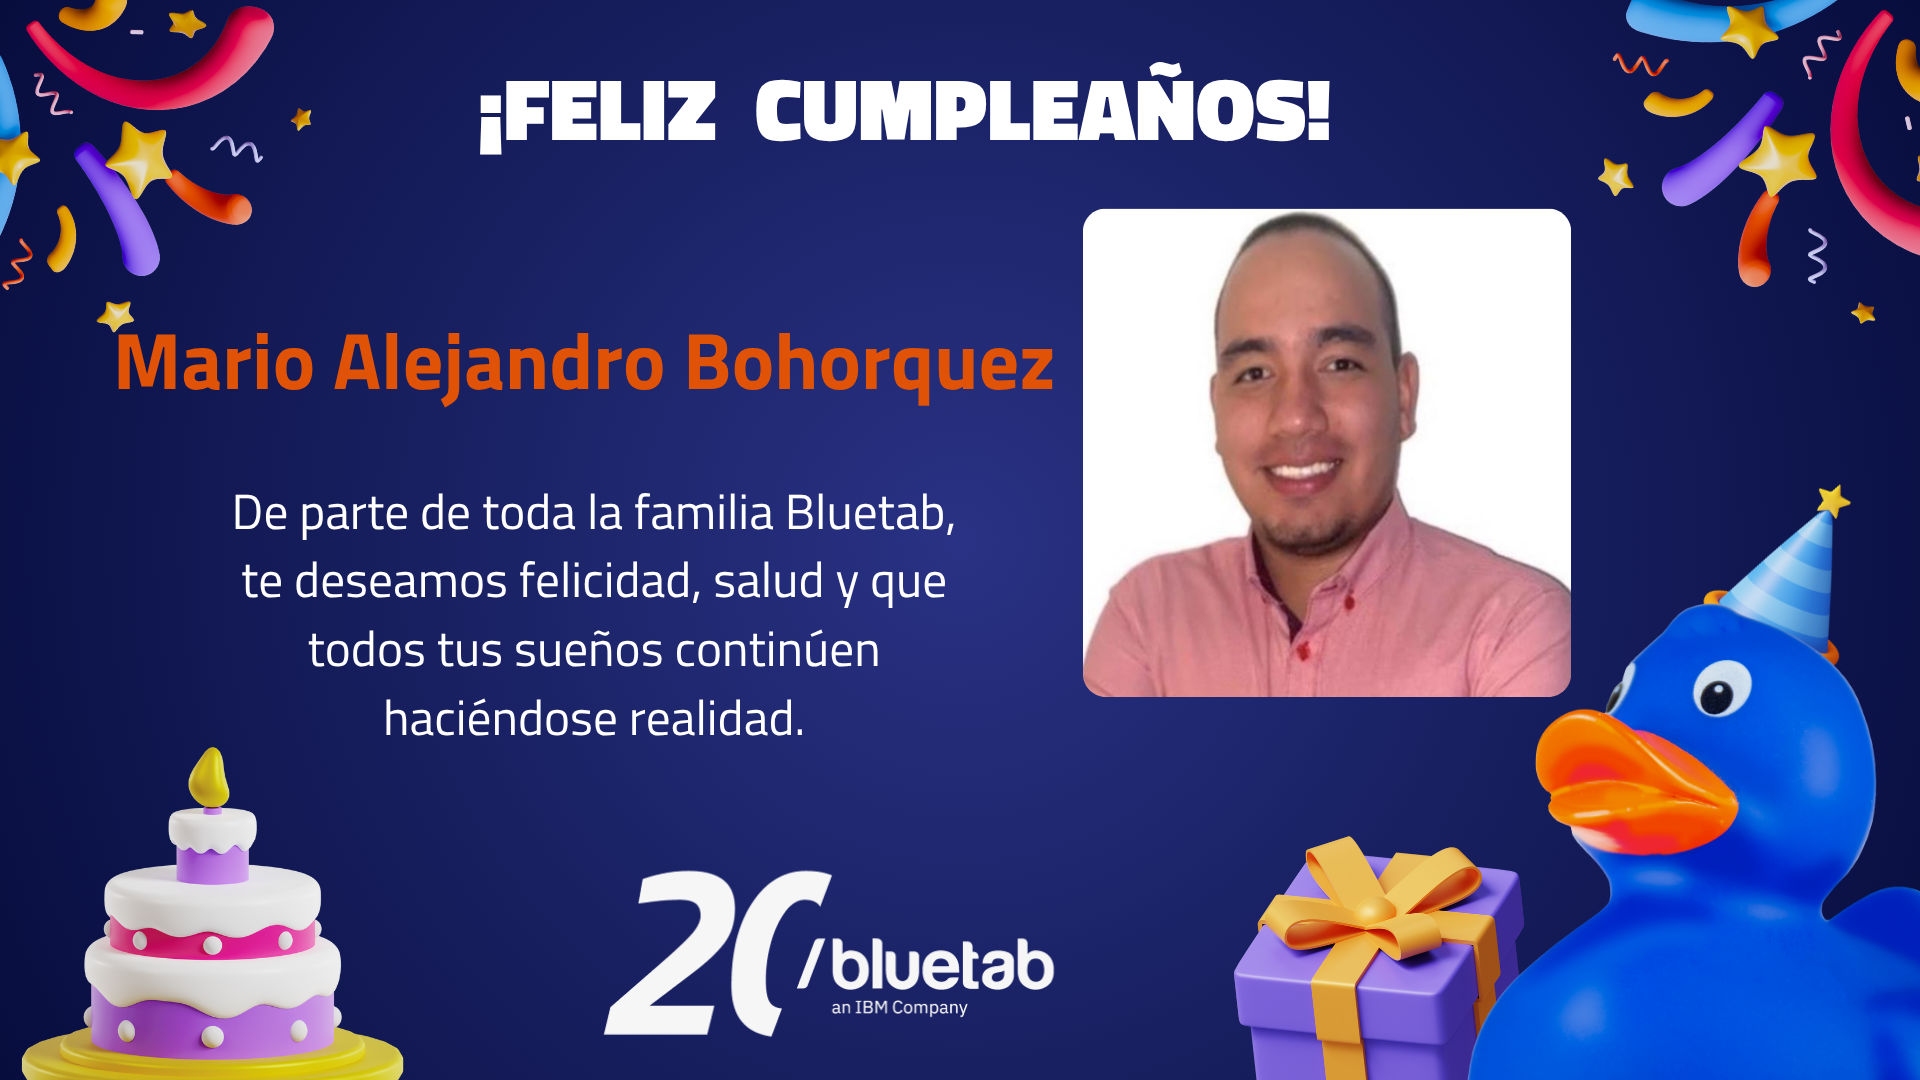 ¡FELIZ CUMPLEAÑOS!
Mario Alejandro Bohorquez
De parte de toda la familia Bluetab,
te deseamos felicidad, salud y que
todos tus sueños continúen
haciéndose realidad.
20/bluetab
an IBM Company